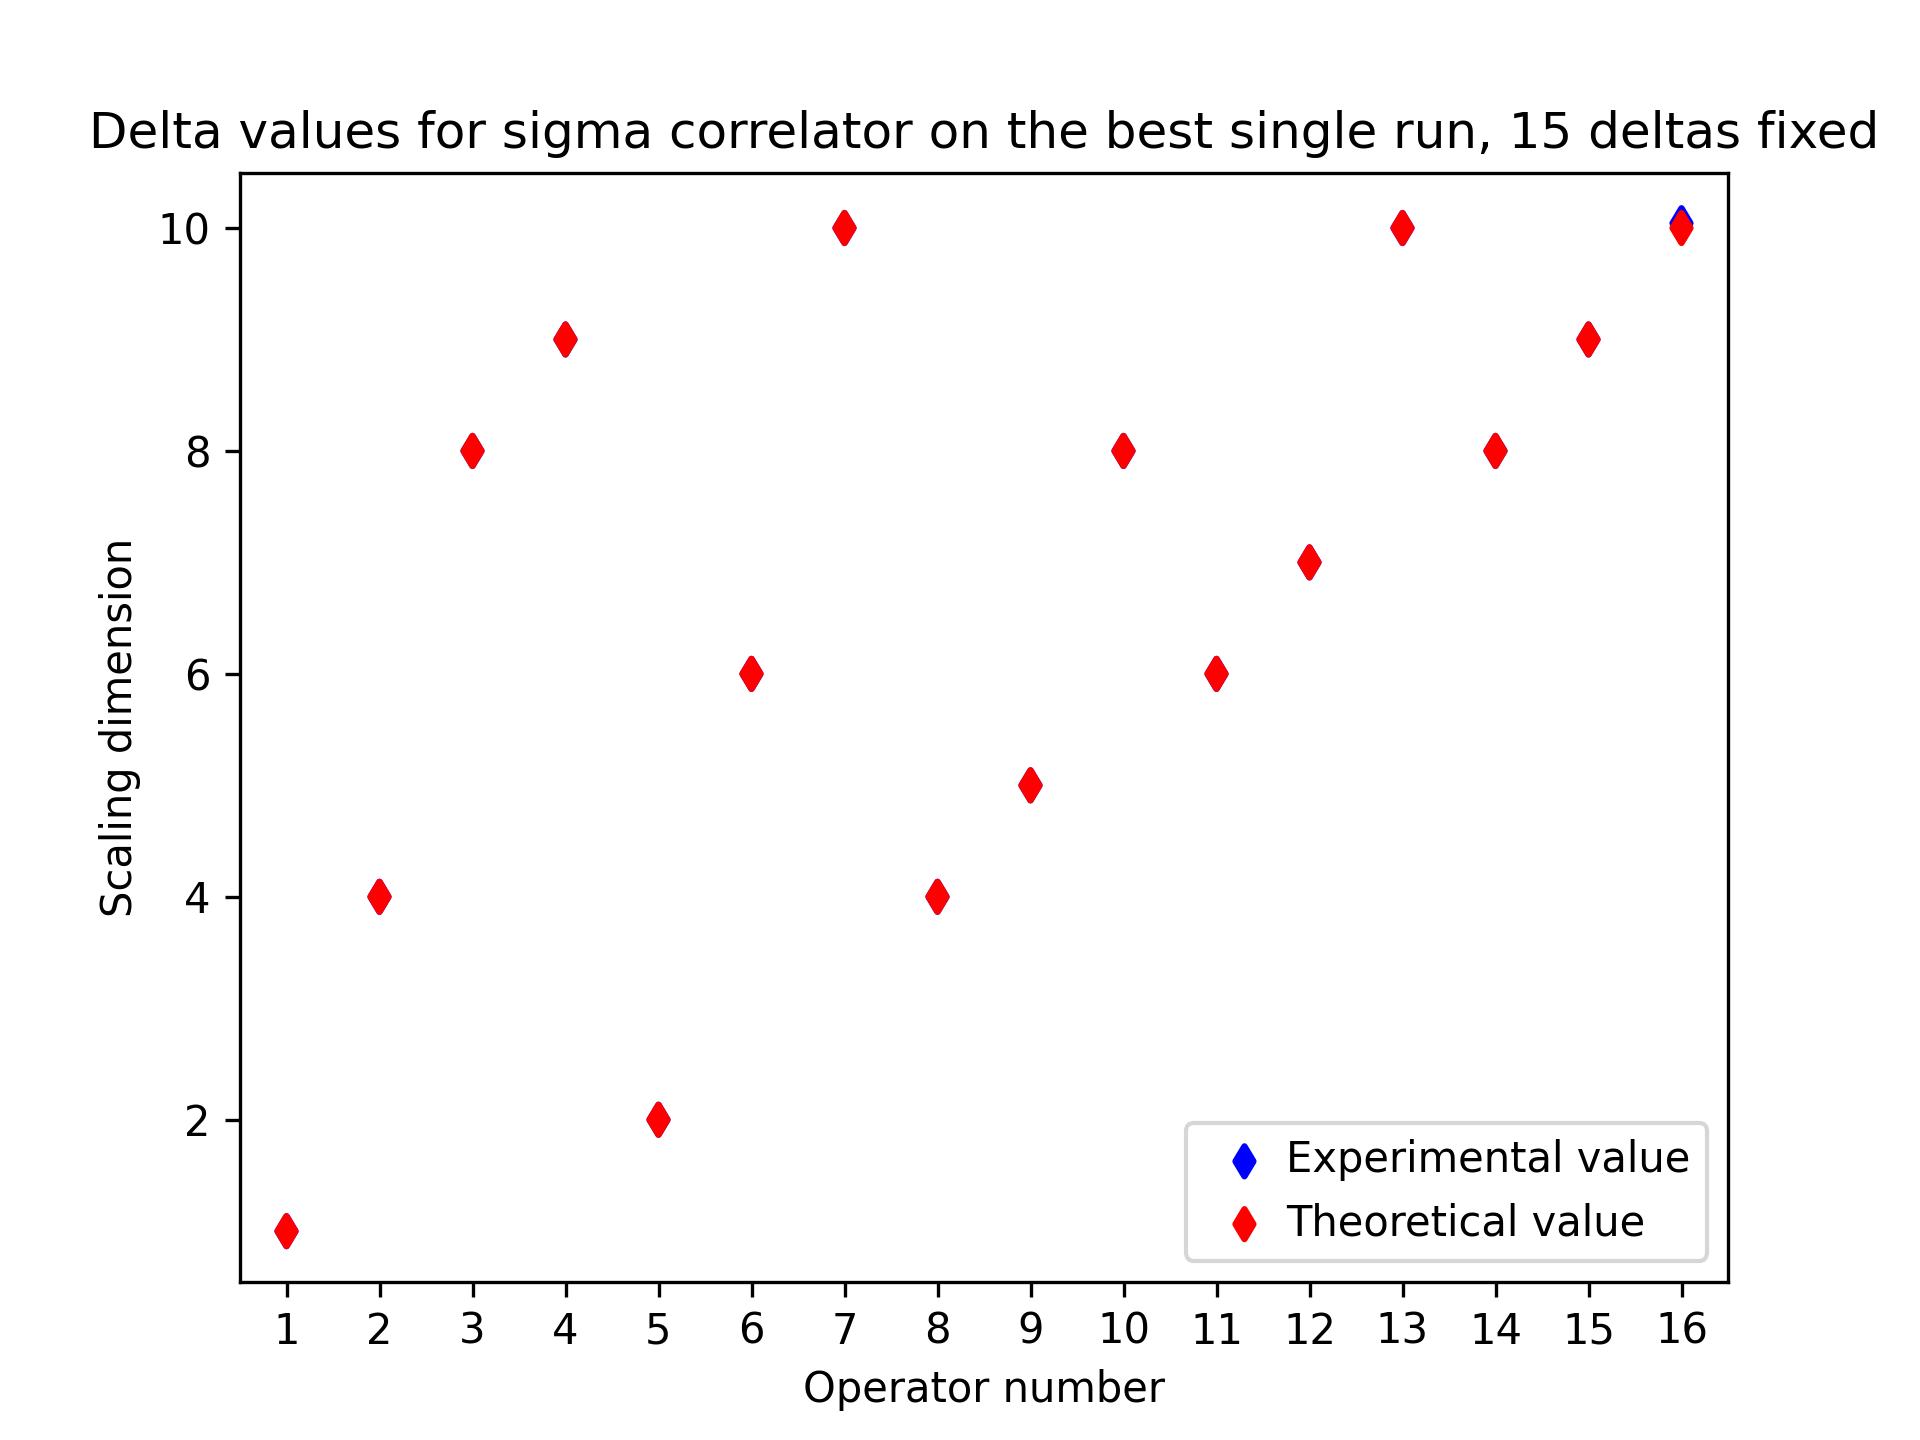 Delta values for sigma correlator on the best single run, 15 deltas fixed
10
8
6
4
2
Scaling dimension
Experimental value
Theoretical value
1 2 3 4 5 6 7 8 9 10 11 12 13 14 15 16
Operator number